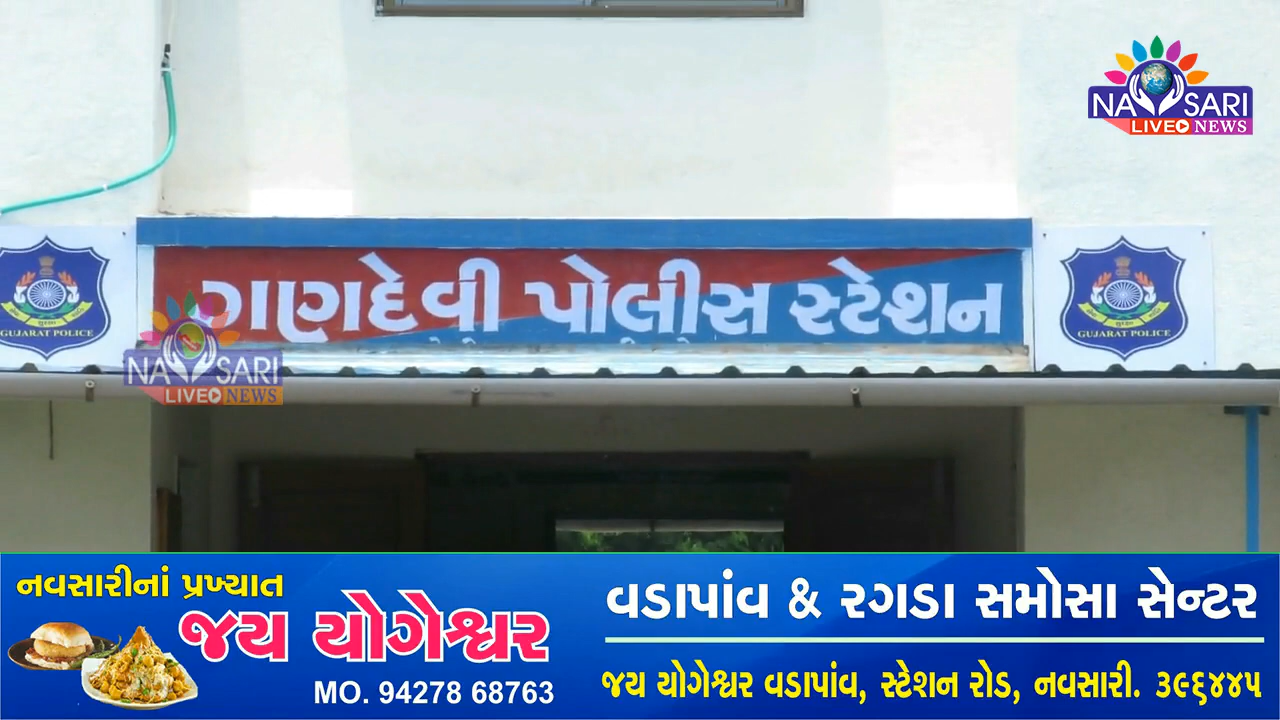 NAVSARI
LIVE NEWS
ગણદેવી પોલીસ સ્ટેશન
GUJARAT POLICE
GUJARAT POLICE
NAVSARI
LIVE NEWS
નવસારીનાં પ્રખ્યાત
જય યોગેશ્વર
MO. 94278 68763
વડાપાંવ & રગડા સમોસા સેન્ટર
જય યોગેશ્વર વડાપાંવ, સ્ટેશન રોડ, નવસારી. ૩૯૬૪૪૫